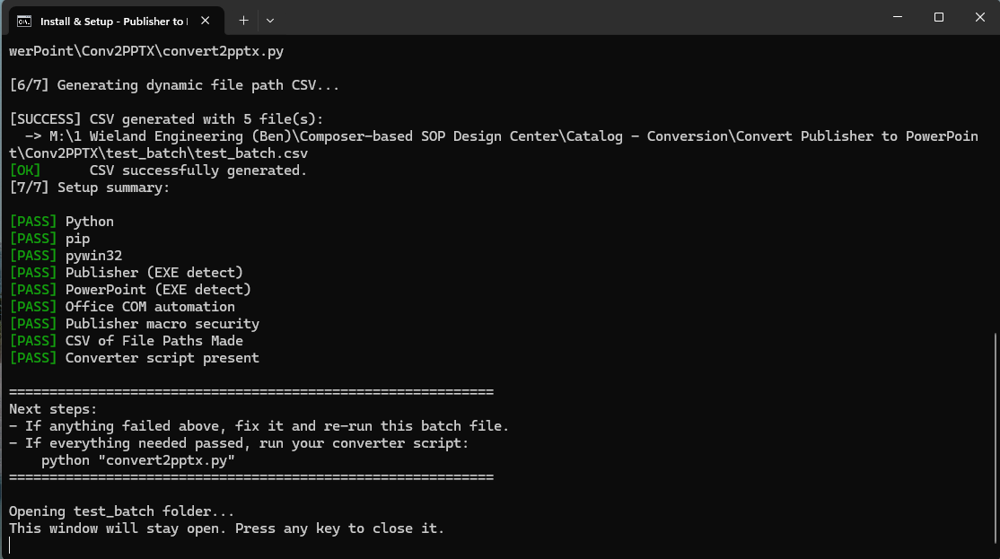 Install & Setup - Publisher to
werPoint\Conv2PPTX\convert2pptx.py
[6/7] Generating dynamic file path CSV...
[SUCCESS] CSV generated with 5 file(s):
-> M:\1 Wieland Engineering (Ben)\Composer-based SOP Design Center\Catalog - Conversion\Convert Publisher to PowerPoin
t\Conv2PPTX\test_batch\test_batch.csv
[OK] CSV successfully generated.
[7/7] Setup summary:
[PASS] Python
[PASS] pip
[PASS] pywin32
[PASS] Publisher (EXE detect)
[PASS] PowerPoint (EXE detect)
[PASS] Office COM automation
[PASS] Publisher macro security
[PASS] CSV of File Paths Made
[PASS] Converter script present
============================================================
Next steps:
- If anything failed above, fix it and re-run this batch file.
- If everything needed passed, run your converter script:
python "convert2pptx.py"
============================================================
Opening test_batch folder...
This window will stay open. Press any key to close it.